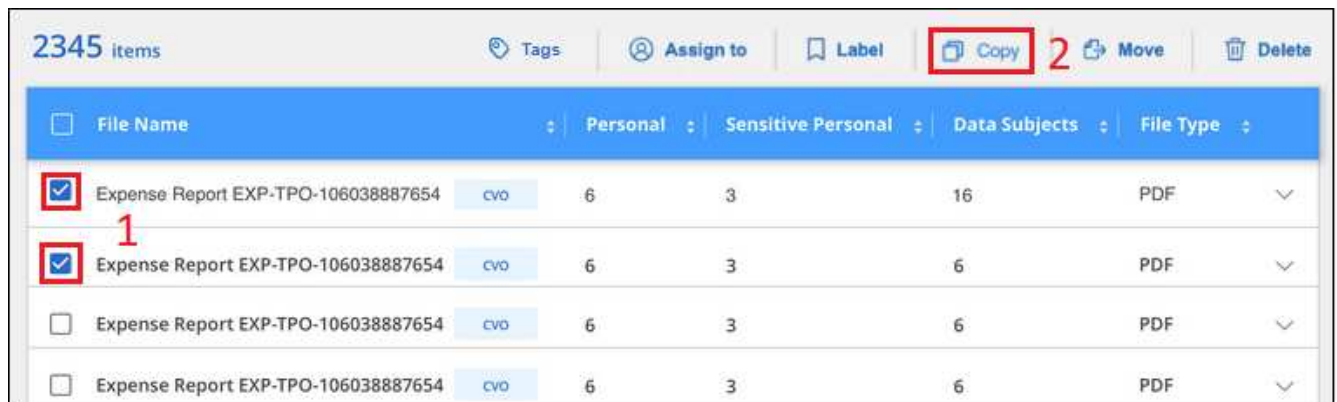 2345 items Tags Assign to Label Copy 2 Move Delete
File Name Personal Sensitive Personal Data Subjects File Type
Expense Report EXP-TPO-106038887654 CVO 6 3 16 PDF
1
Expense Report EXP-TPO-106038887654 CVO 6 3 6 PDF
Expense Report EXP-TPO-106038887654 CVO 6 3 6 PDF
Expense Report EXP-TPO-106038887654 CVO 6 3 6 PDF